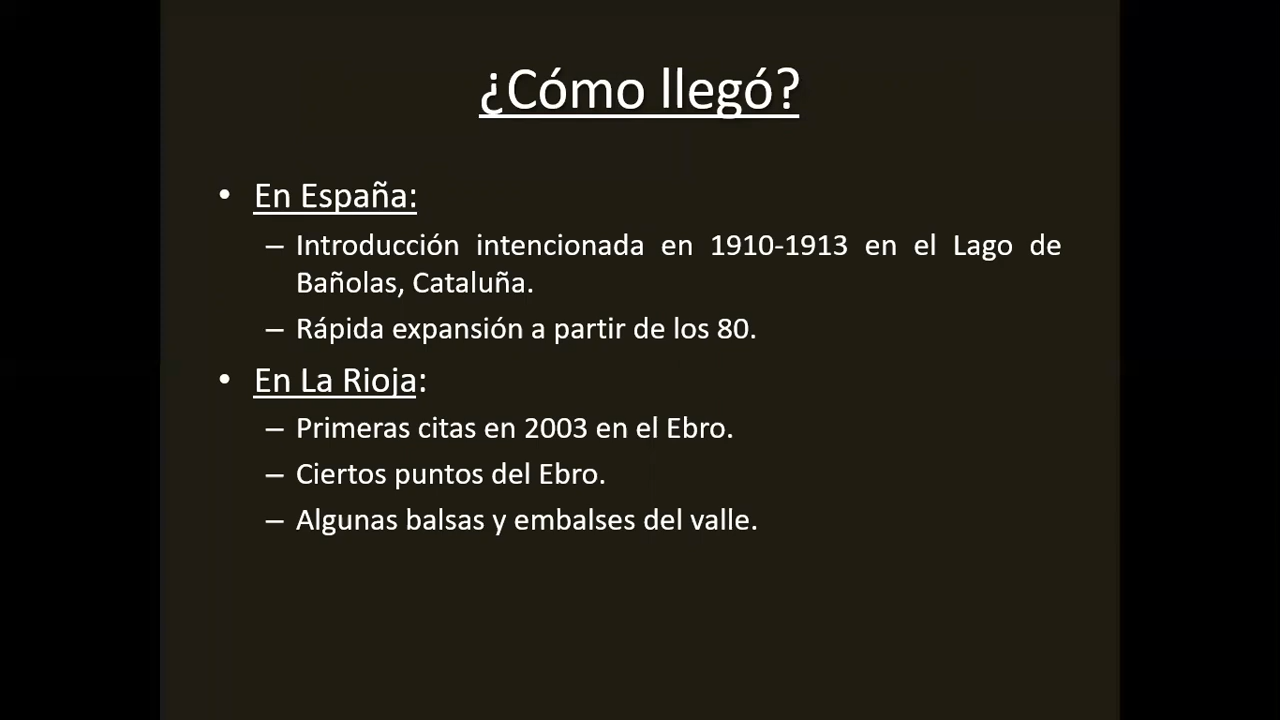 ¿Cómo llegó?
• En España:
– Introducción intencionada en 1910-1913 en el Lago de
Bañolas, Cataluña.
– Rápida expansión a partir de los 80.
• En La Rioja:
– Primeras citas en 2003 en el Ebro.
– Ciertos puntos del Ebro.
– Algunas balsas y embalses del valle.